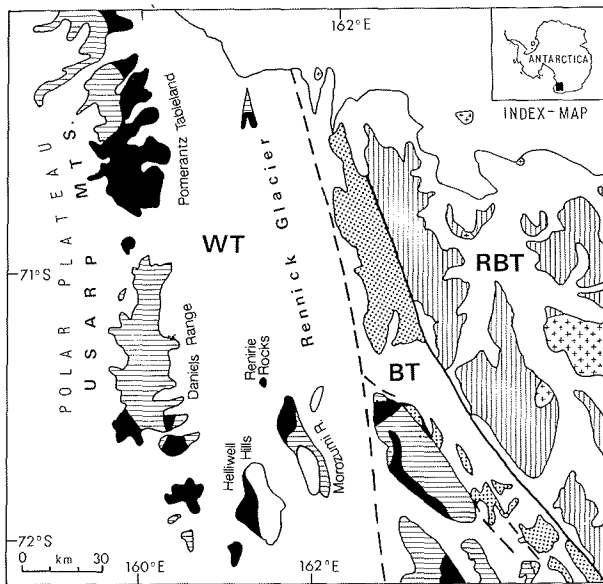 162°E
ANTARCTICA
INDEX-MAP
POLAR PLATEAU
USARP MTS.
Pomerantz Tableland
WT
Rennick Glacier
RBT
71°S
Daniels Range
Renirie Rocks
BT
Helliwell Hills
Morozumi R.
72°S
0 km 30
160°E
162°E